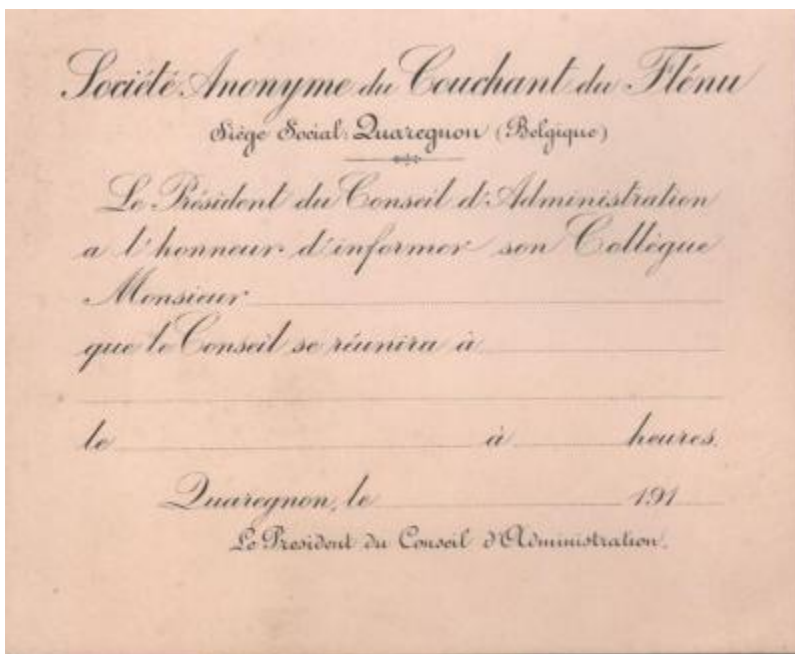 Société Anonyme du Couchant du Flénu
Siège Social: Quaregnon (Belgique)
Le Président du Conseil d'Administration
a l'honneur d'informer son Collègue
Monsieur
que le Conseil se réunira à
le à heures.
Quaregnon, le 191
Le President du Conseil d'Administration.